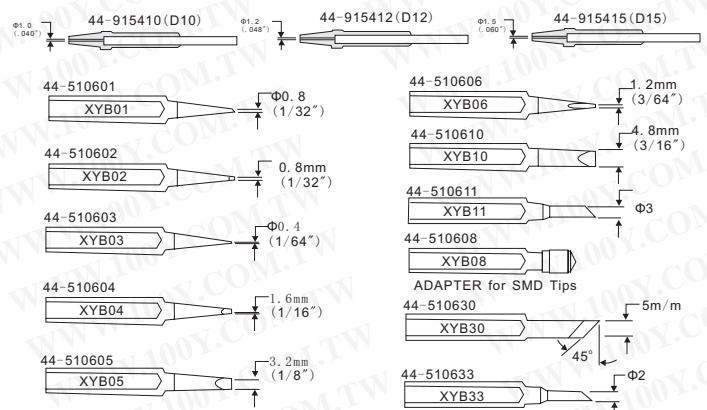 44-915410(D10)
Φ1.0
(.040")
44-915412(D12)
Φ1.2
(.048")
44-915415(D15)
Φ1.5
(.060")
44-510601
XYB01
Φ0.8
(1/32")
44-510602
XYB02
0.8mm
(1/32")
44-510603
XYB03
Φ0.4
(1/64")
44-510604
XYB04
1.6mm
(1/16")
44-510605
XYB05
3.2mm
(1/8")
44-510606
XYB06
1.2mm
(3/64")
44-510610
XYB10
4.8mm
(3/16")
44-510611
XYB11
Φ3
44-510608
XYB08
ADAPTER for SMD Tips
44-510630
XYB30
5m/m
45°
44-510633
XYB33
Φ2
WWW.100Y.COM.TW